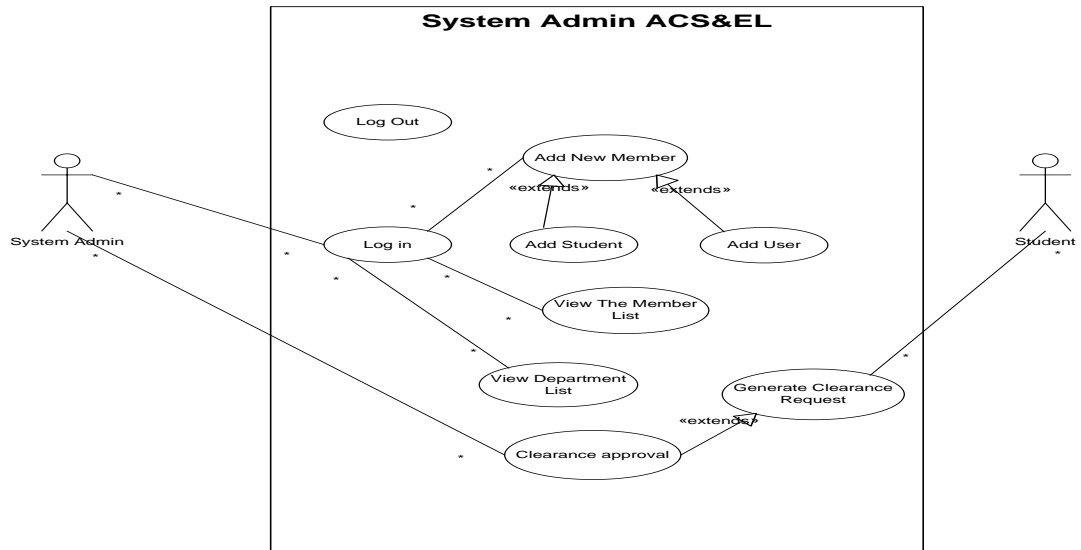 System Admin ACS&EL
Log Out
Add New Member
*
«extends»
«extends»
*
*
System Admin
Log in
Add Student
Add User
Student
*
*
*
*
*
View The Member
List
*
*
*
View Department
List
Generate Clearance
Request
«extends»
Clearance approval
*